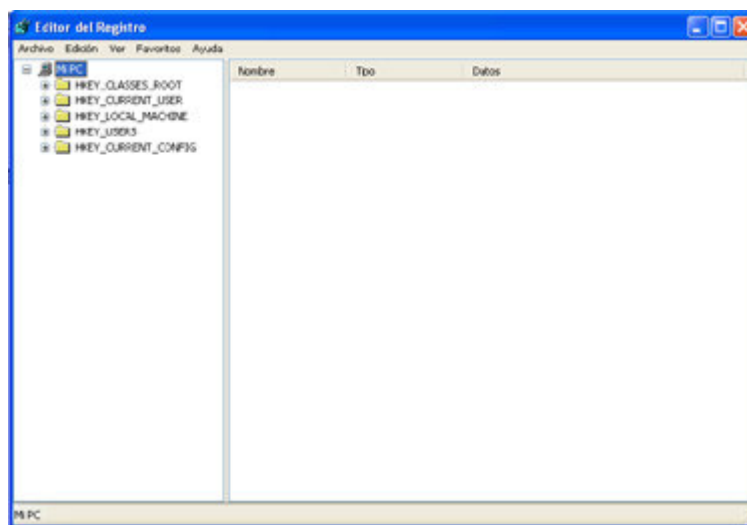 Editor del Registro
Archivo Edición Ver Favoritos Ayuda
Mi PC
Nombre Tipo Datos
HKEY_CLASSES_ROOT
HKEY_CURRENT_USER
HKEY_LOCAL_MACHINE
HKEY_USERS
HKEY_CURRENT_CONFIG
Mi PC